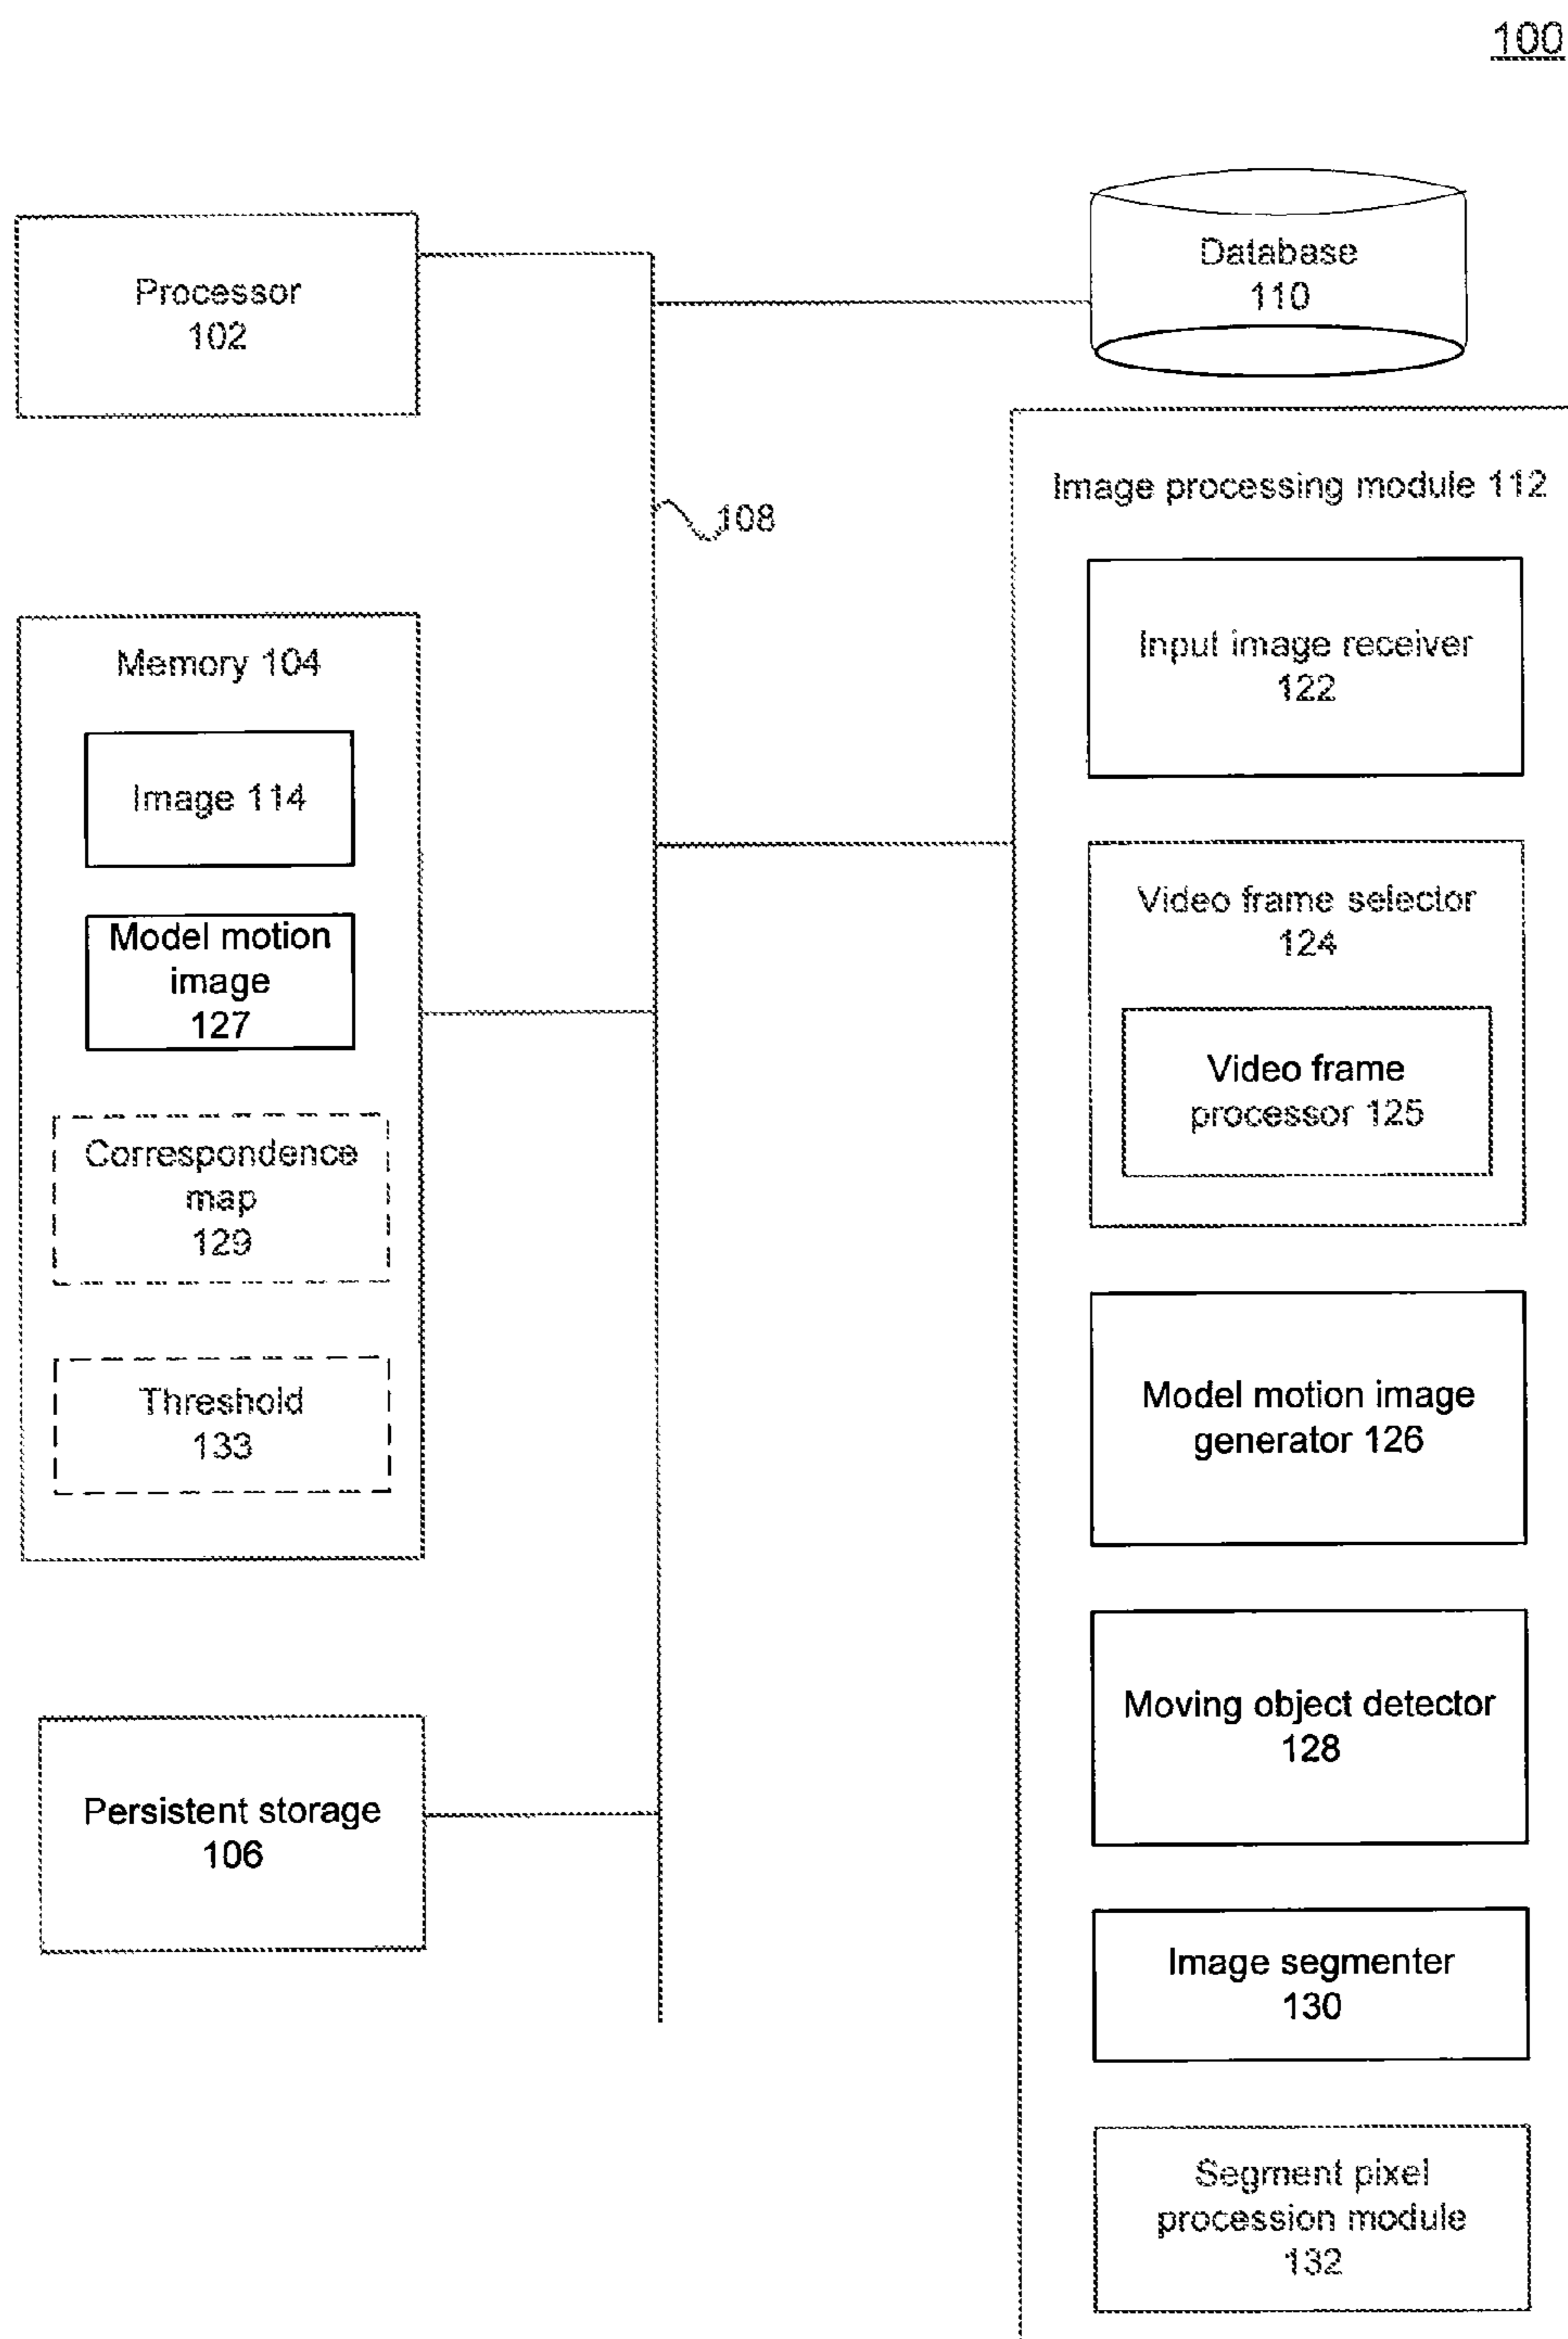 100
Processor
102
Database
110
108
Memory 104
Image 114
Model motion
image
127
Correspondence
map
129
Threshold
133
Persistent storage
106
Image processing module 112
Input image receiver
122
Video frame selector
124
Video frame
processor 125
Model motion image
generator 126
Moving object detector
128
Image segmenter
130
Segment pixel
procession module
132